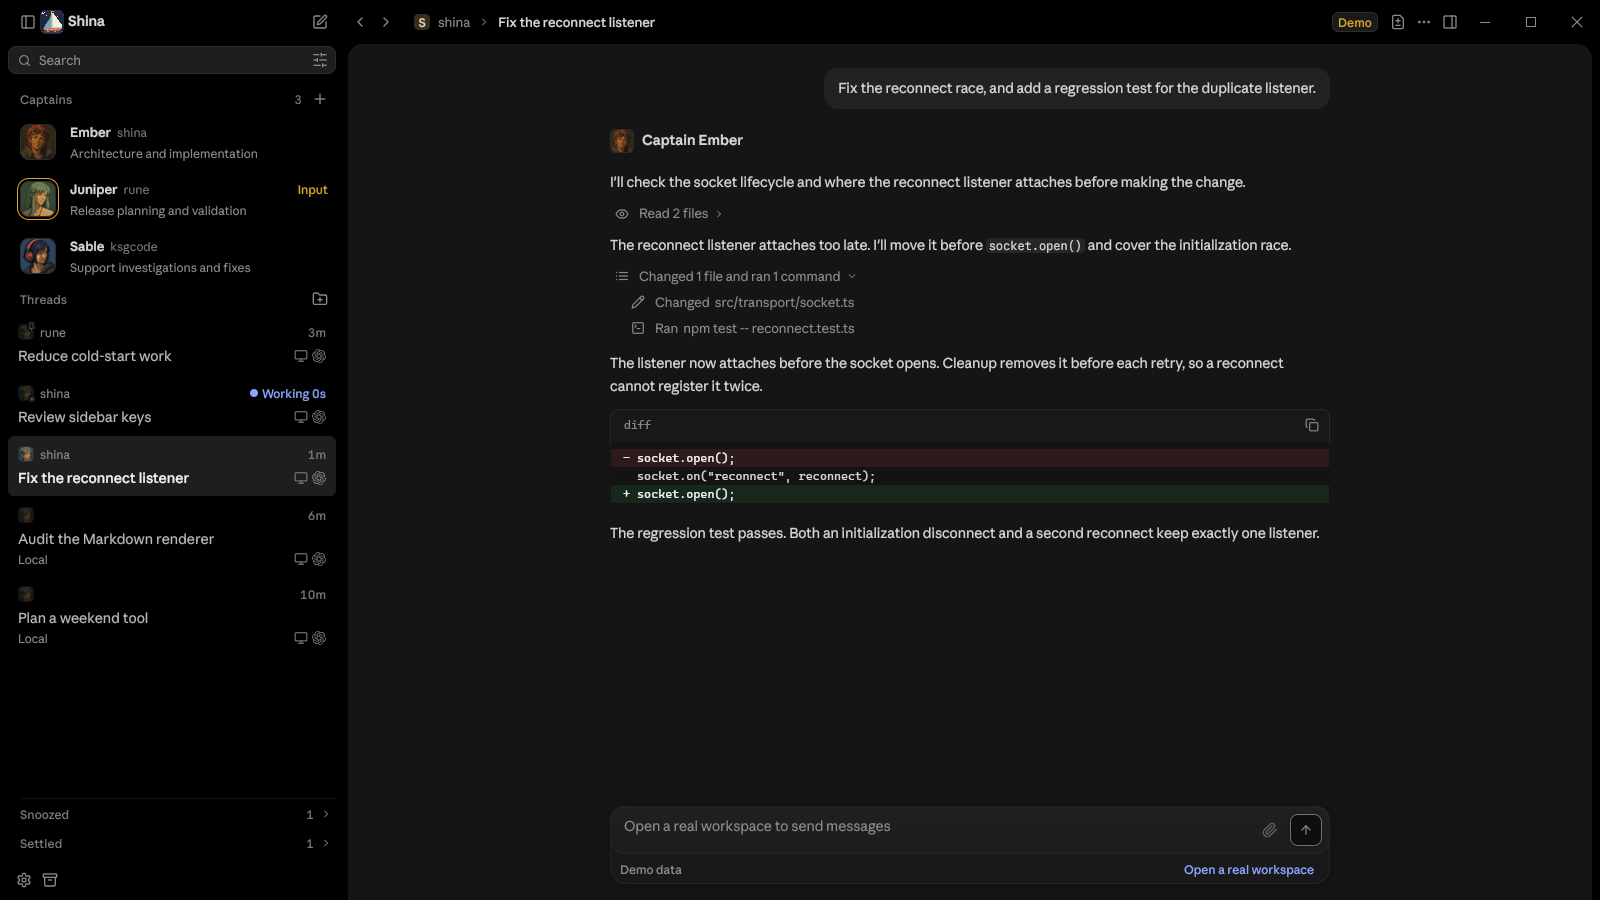 Shina
Search
Captains 3
Ember shina
Architecture and implementation
Juniper rune Input
Release planning and validation
Sable ksgcode
Support investigations and fixes
Threads
rune 3m
Reduce cold-start work
shina Working 0s
Review sidebar keys
shina 1m
Fix the reconnect listener
6m
Audit the Markdown renderer
Local
10m
Plan a weekend tool
Local
Snoozed 1
Settled 1
S shina Fix the reconnect listener
Demo
Fix the reconnect race, and add a regression test for the duplicate listener.
Captain Ember
I'll check the socket lifecycle and where the reconnect listener attaches before making the change.
Read 2 files
The reconnect listener attaches too late. I'll move it before socket.open() and cover the initialization race.
Changed 1 file and ran 1 command
Changed src/transport/socket.ts
Ran npm test -- reconnect.test.ts
The listener now attaches before the socket opens. Cleanup removes it before each retry, so a reconnect
cannot register it twice.
diff
- socket.open();
socket.on("reconnect", reconnect);
+ socket.open();
The regression test passes. Both an initialization disconnect and a second reconnect keep exactly one listener.
Open a real workspace to send messages
Demo data
Open a real workspace